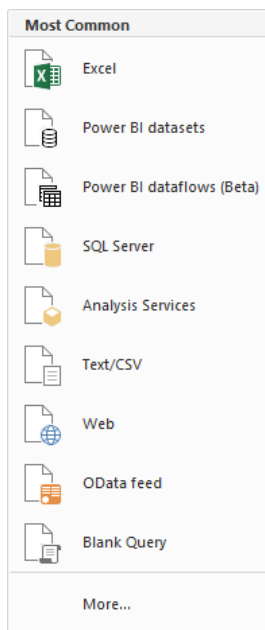 Most Common
Excel
Power BI datasets
Power BI dataflows (Beta)
SQL Server
Analysis Services
Text/CSV
Web
OData feed
Blank Query
More...